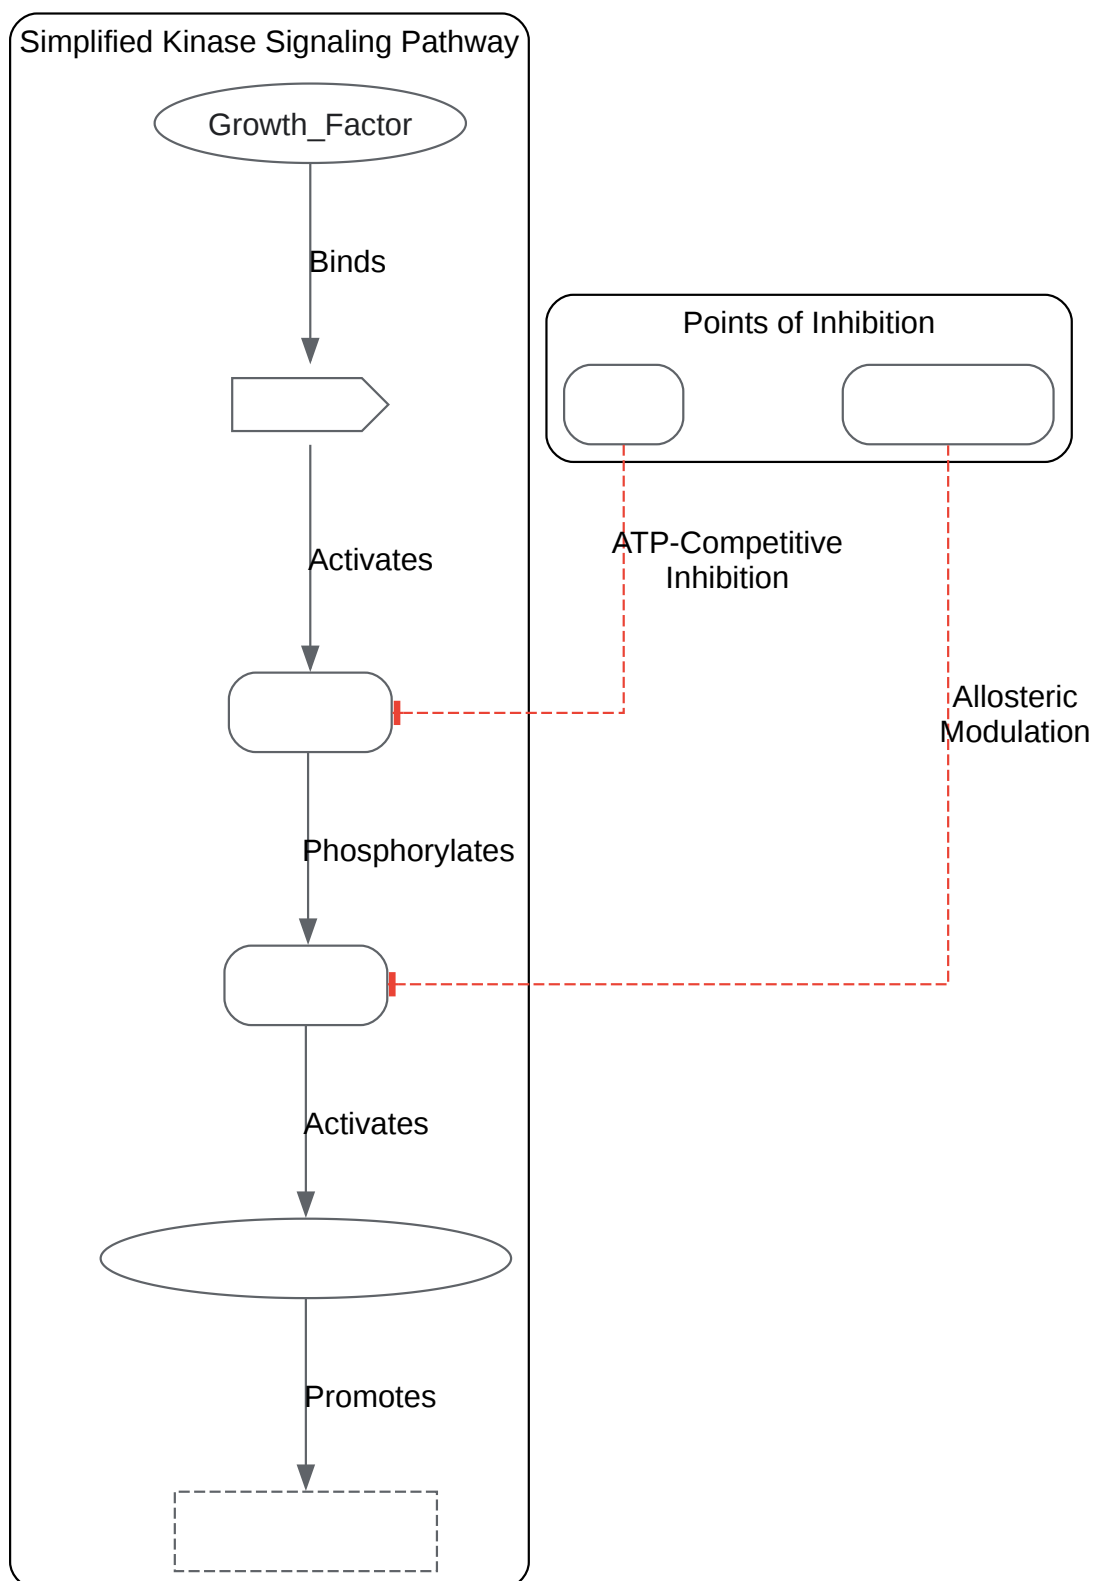 Simplified Kinase Signaling Pathway
Growth_Factor
Binds
Points of Inhibition
Activates
ATP-Competitive
Inhibition
Allosteric
Modulation
Phosphorylates
Activates
Promotes